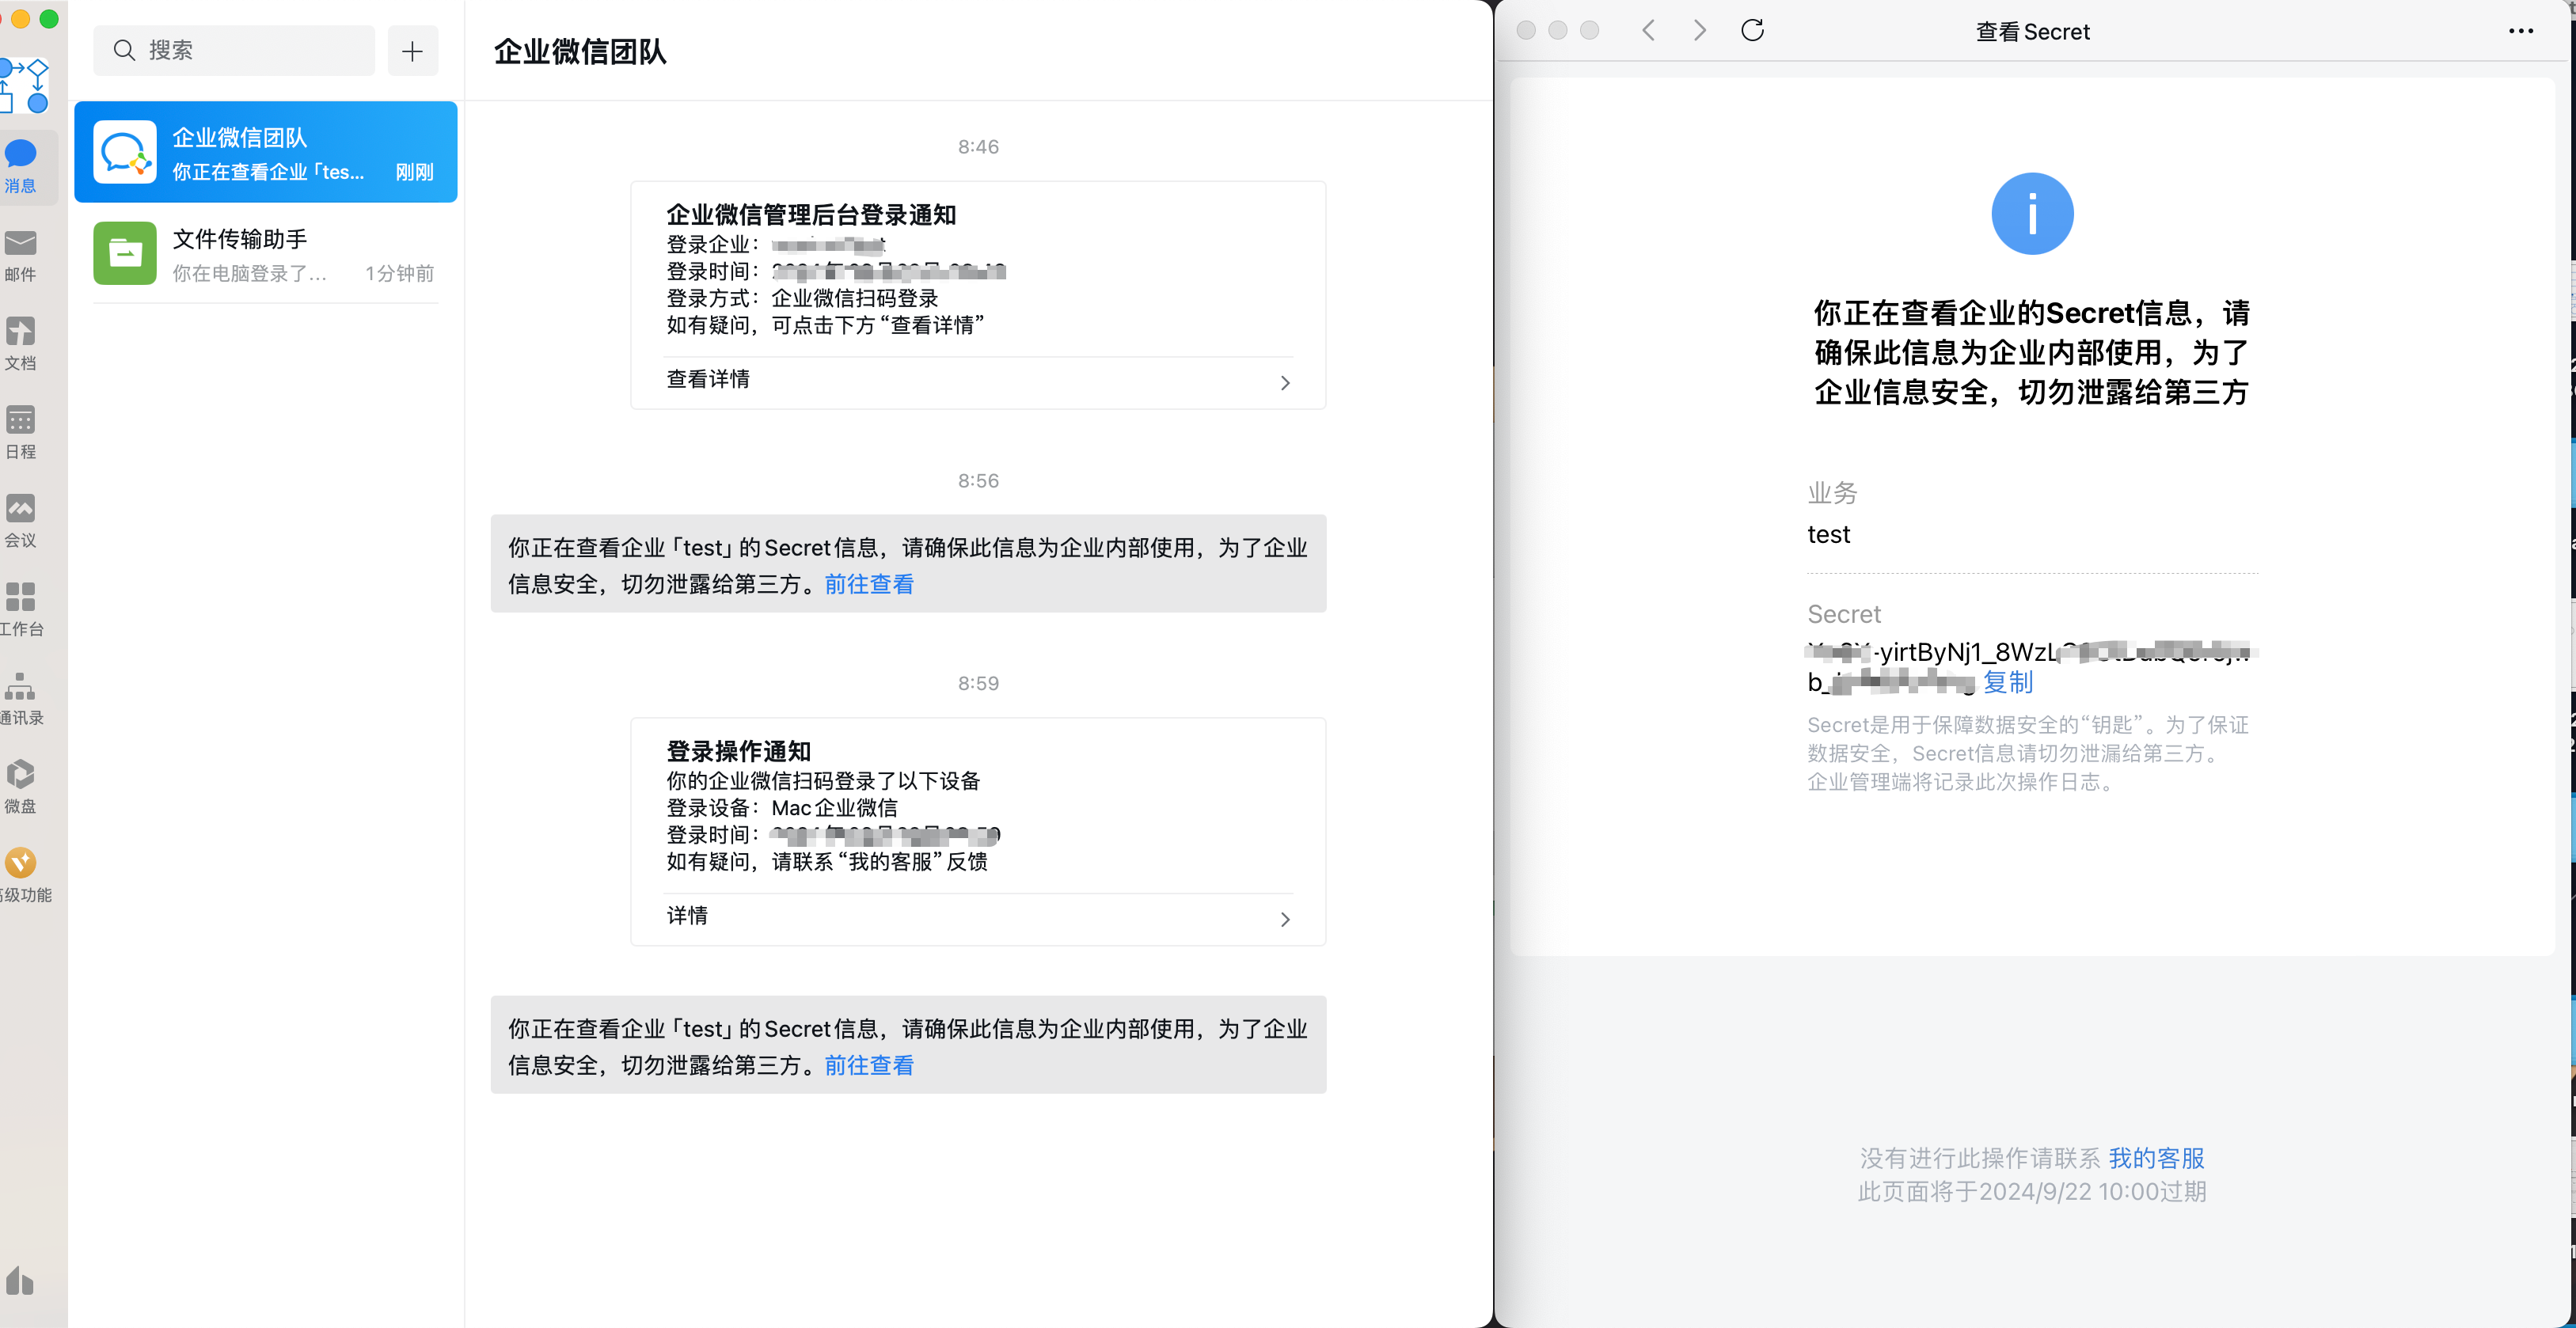 消息
邮件
文档
日程
会议
工作台
通讯录
微盘
高级功能
搜索
企业微信团队
你正在查看企业「tes... 刚刚
文件传输助手
你在电脑登录了... 1分钟前
企业微信团队
8:46
企业微信管理后台登录通知
登录企业：
登录时间：
登录方式：企业微信扫码登录
如有疑问，可点击下方“查看详情”
查看详情
8:56
你正在查看企业「test」的Secret信息，请确保此信息为企业内部使用，为了企业
信息安全，切勿泄露给第三方。前往查看
8:59
登录操作通知
你的企业微信扫码登录了以下设备
登录设备：Mac企业微信
登录时间：
如有疑问，请联系“我的客服”反馈
详情
你正在查看企业「test」的Secret信息，请确保此信息为企业内部使用，为了企业
信息安全，切勿泄露给第三方。前往查看
查看Secret
你正在查看企业的Secret信息，请
确保此信息为企业内部使用，为了
企业信息安全，切勿泄露给第三方
业务
test
Secret
-yirtByNj1_8WzL
b_ 复制
Secret是用于保障数据安全的“钥匙”。为了保证
数据安全，Secret信息请切勿泄漏给第三方。
企业管理端将记录此次操作日志。
没有进行此操作请联系 我的客服
此页面将于2024/9/22 10:00过期